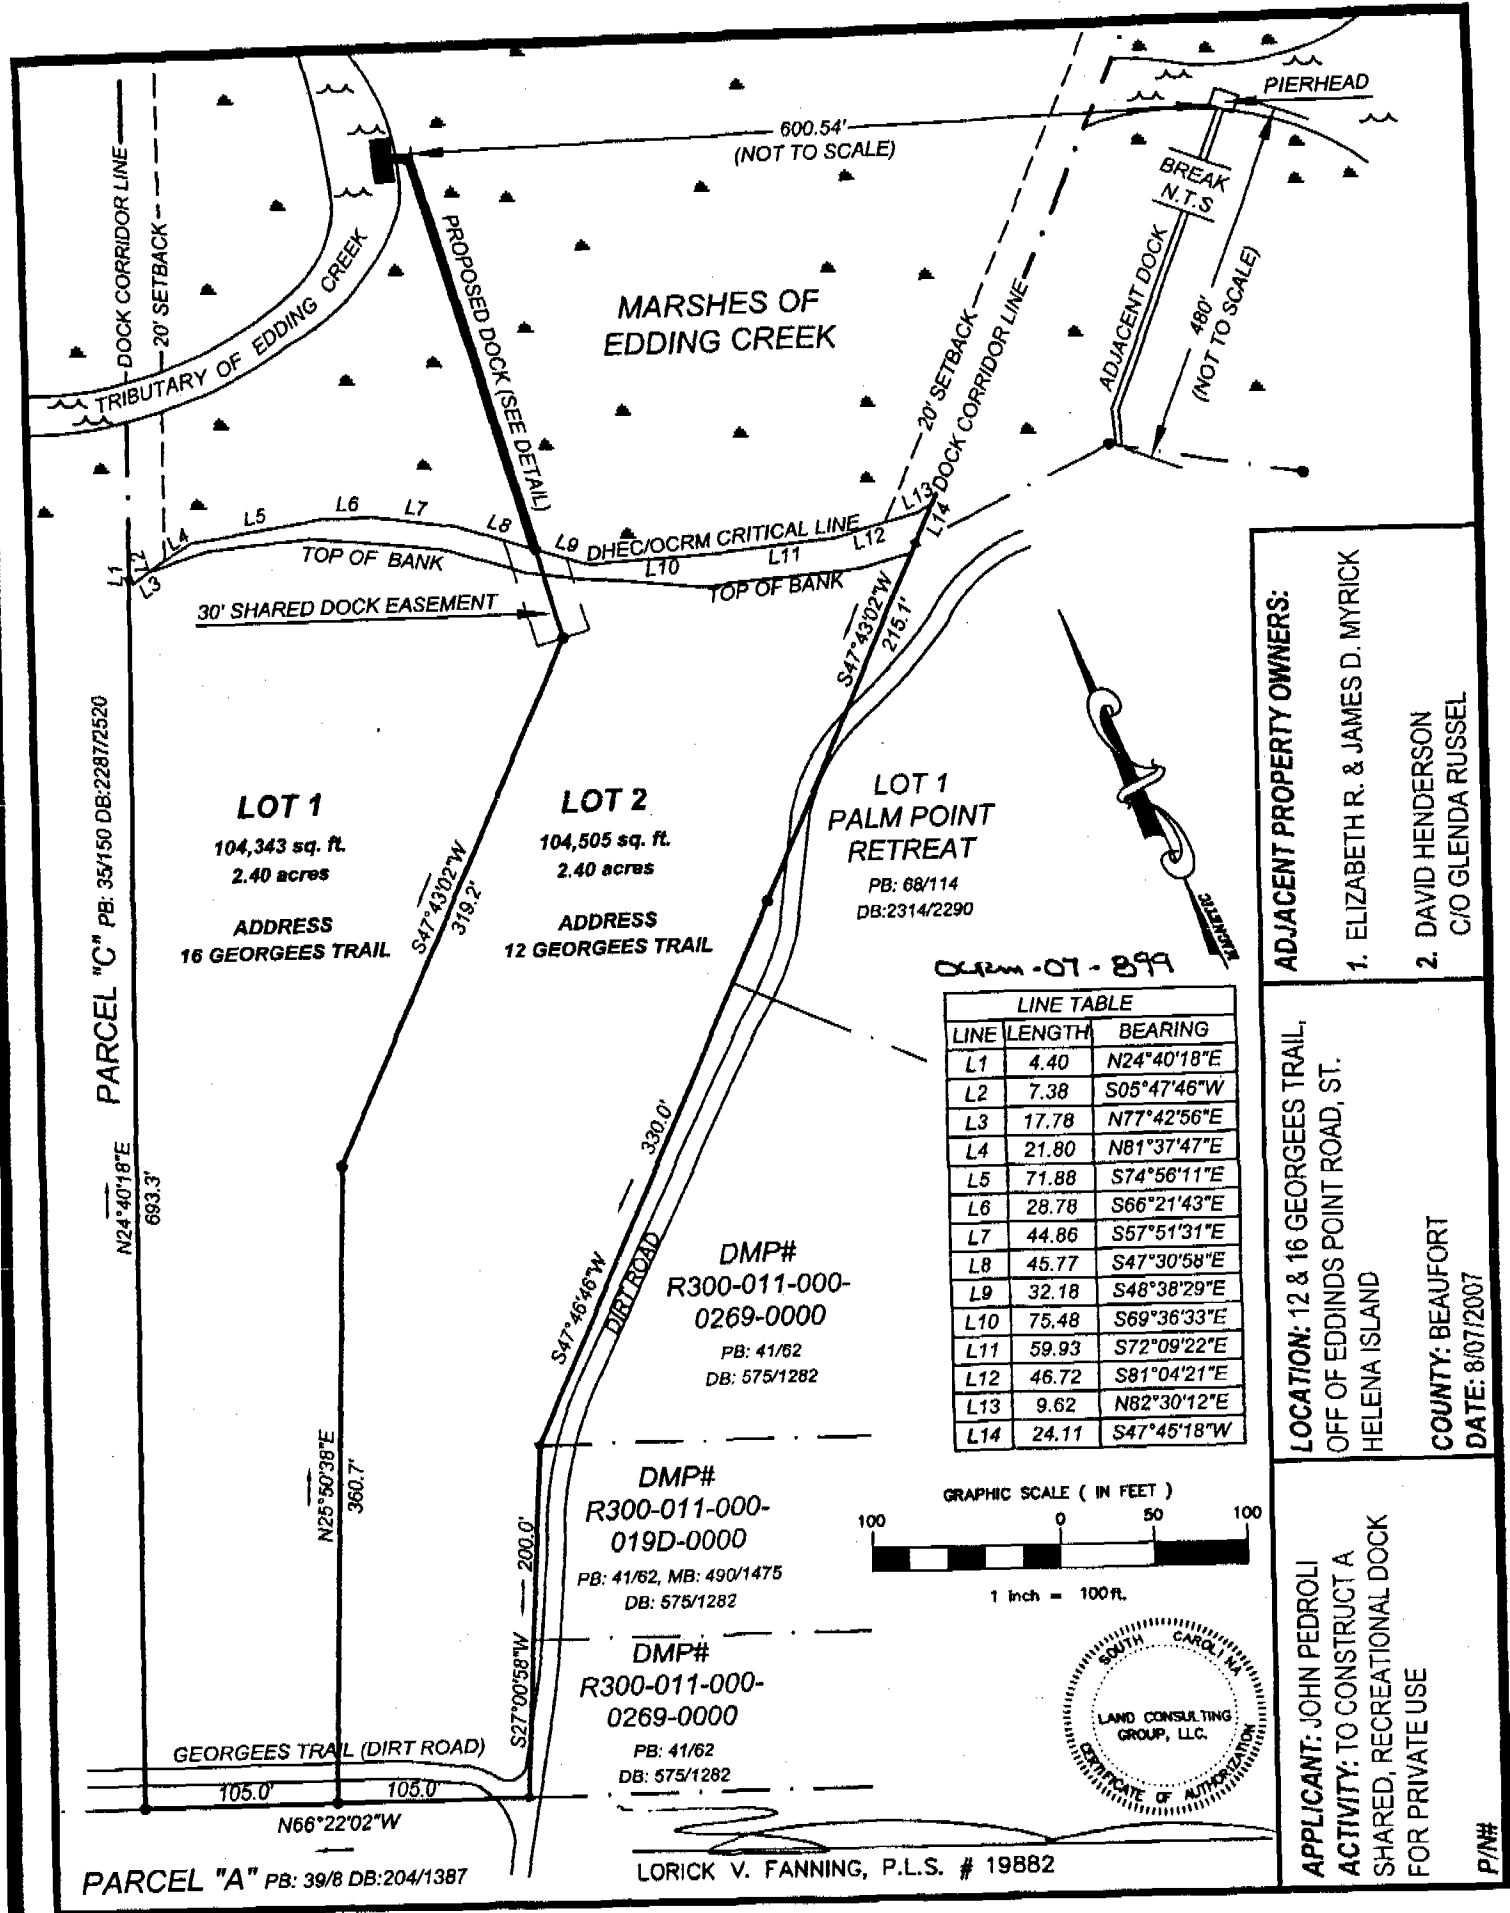 PIERHEAD
600.54'
(NOT TO SCALE)
BREAK
N.T.S
DOCK CORRIDOR LINE
20' SETBACK
TRIBUTARY OF EDDING CREEK
PROPOSED DOCK (SEE DETAIL)
MARSHES OF
EDDING CREEK
20' SETBACK
DOCK CORRIDOR LINE
ADJACENT DOCK
480'
(NOT TO SCALE)
L1
L2
L3
L4
L5
L6
L7
L8
L9
DHEC/OCRM CRITICAL LINE
L10
L11
L12
L13
L14
TOP OF BANK
TOP OF BANK
30' SHARED DOCK EASEMENT
S47°43'02"W
215.1'
PARCEL "C" PB: 35/150 DB:2287/2520
N24°40'18"E
693.3'
LOT 1
104,343 sq. ft.
2.40 acres
ADDRESS
16 GEORGEES TRAIL
S47°43'02"W
319.2'
LOT 2
104,505 sq. ft.
2.40 acres
ADDRESS
12 GEORGEES TRAIL
LOT 1
PALM POINT
RETREAT
PB: 68/114
DB:2314/2290
MAGNETIC
OCRM-07-899
LINE TABLE
LINE LENGTH BEARING
L1 4.40 N24°40'18"E
L2 7.38 S05°47'46"W
L3 17.78 N77°42'56"E
L4 21.80 N81°37'47"E
L5 71.88 S74°56'11"E
L6 28.78 S66°21'43"E
L7 44.86 S57°51'31"E
L8 45.77 S47°30'58"E
L9 32.18 S48°38'29"E
L10 75.48 S69°36'33"E
L11 59.93 S72°09'22"E
L12 46.72 S81°04'21"E
L13 9.62 N82°30'12"E
L14 24.11 S47°45'18"W
330.0'
S47°46'46"W
DIRT ROAD
DMP#
R300-011-000-
0269-0000
PB: 41/62
DB: 575/1282
N25°50'38"E
360.7'
DMP#
R300-011-000-
019D-0000
PB: 41/62, MB: 490/1475
DB: 575/1282
S27°00'58"W
200.0'
DMP#
R300-011-000-
0269-0000
PB: 41/62
DB: 575/1282
GRAPHIC SCALE ( IN FEET )
100 0 50 100
1 inch = 100 ft.
SOUTH CAROLINA
LAND CONSULTING
GROUP, LLC.
CERTIFICATE OF AUTHORIZATION
GEORGEES TRAIL (DIRT ROAD)
105.0'
105.0'
N66°22'02"W
PARCEL "A" PB: 39/8 DB:204/1387
LORICK V. FANNING, P.L.S. # 19882
ADJACENT PROPERTY OWNERS:
1. ELIZABETH R. & JAMES D. MYRICK
2. DAVID HENDERSON
C/O GLENDA RUSSEL
LOCATION: 12 & 16 GEORGEES TRAIL,
OFF OF EDDINDS POINT ROAD, ST.
HELENA ISLAND
COUNTY: BEAUFORT
DATE: 8/07/2007
APPLICANT: JOHN PEDROLI
ACTIVITY: TO CONSTRUCT A
SHARED, RECREATIONAL DOCK
FOR PRIVATE USE
P/N#